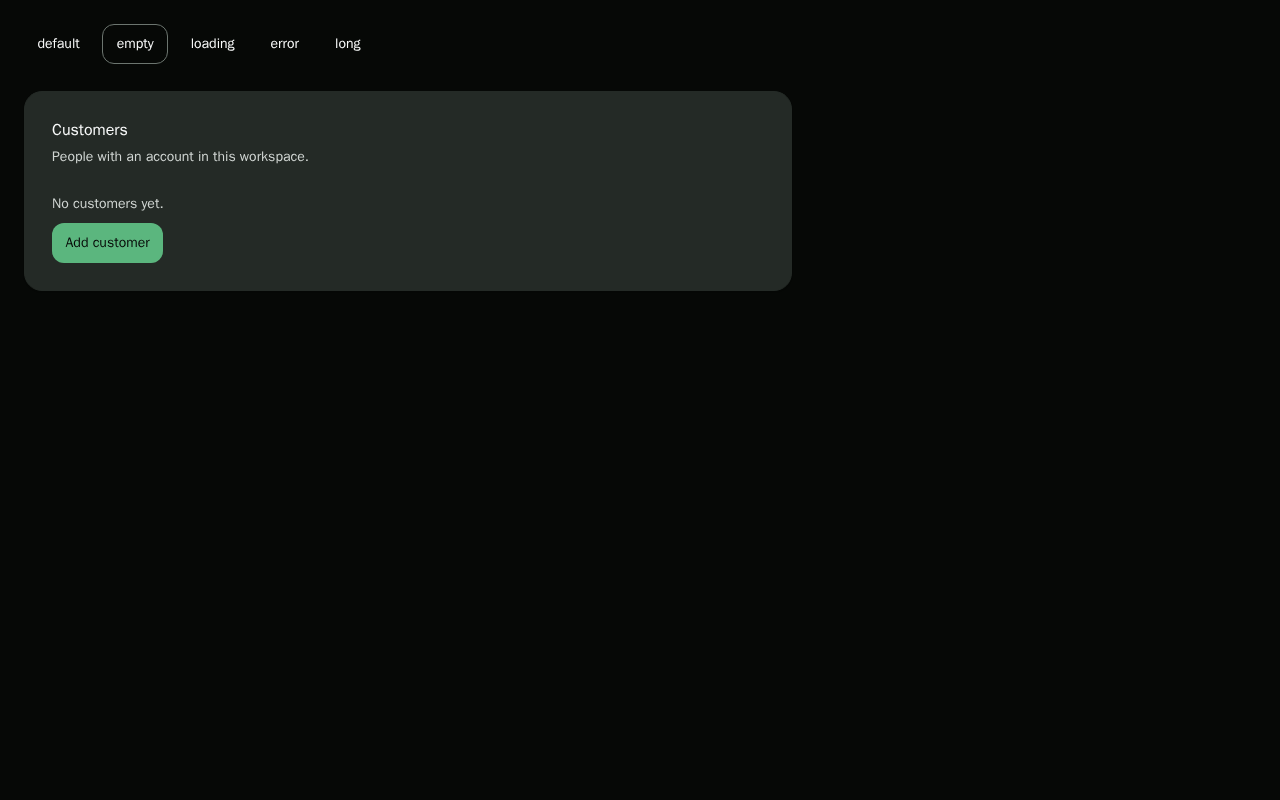 default empty loading error long
Customers
People with an account in this workspace.
No customers yet.
Add customer